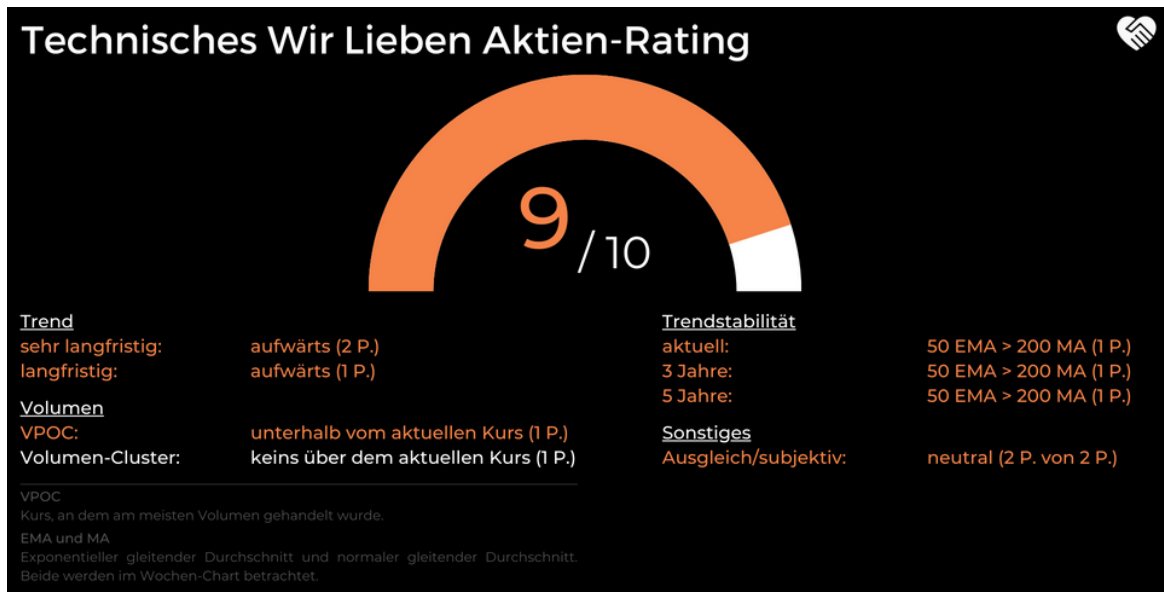 Technisches Wir Lieben Aktien-Rating
9 / 10
Trend
sehr langfristig: aufwärts (2 P.)
langfristig: aufwärts (1 P.)
Volumen
VPOC: unterhalb vom aktuellen Kurs (1 P.)
Volumen-Cluster: keins über dem aktuellen Kurs (1 P.)
VPOC
Kurs, an dem am meisten Volumen gehandelt wurde.
EMA und MA
Exponentieller gleitender Durchschnitt und normaler gleitender Durchschnitt.
Beide werden im Wochen-Chart betrachtet.
Trendstabilität
aktuell: 50 EMA > 200 MA (1 P.)
3 Jahre: 50 EMA > 200 MA (1 P.)
5 Jahre: 50 EMA > 200 MA (1 P.)
Sonstiges
Ausgleich/subjektiv: neutral (2 P. von 2 P.)